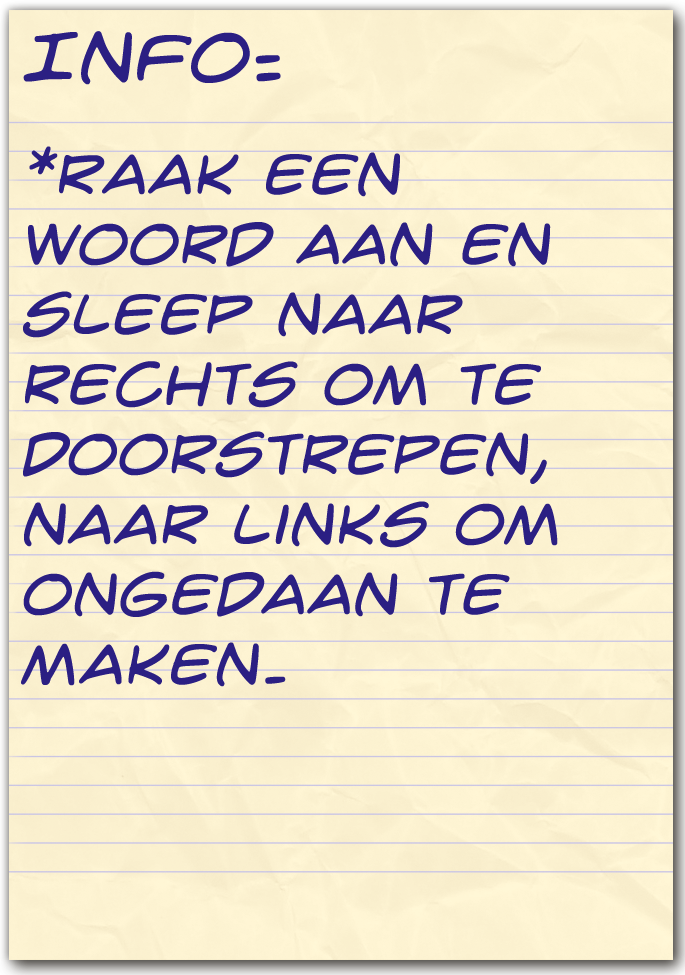 INFO:
*RAAK EEN
WOORD AAN EN
SLEEP NAAR
RECHTS OM TE
DOORSTREPEN,
NAAR LINKS OM
ONGEDAAN TE
MAKEN.